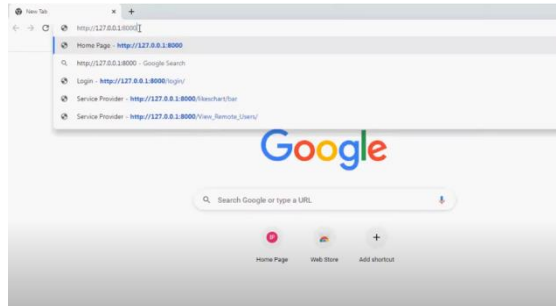 New Tab
http://127.0.0.1:8000
Home Page - http://127.0.0.1:8000
http://127.0.0.1:8000 - Google Search
Login - http://127.0.0.1:8000/login/
Service Provider - http://127.0.0.1:8000/likeschart/bar
Service Provider - http://127.0.0.1:8000/View_Remote_Users/
Google
Search Google or type a URL
Home Page Web Store Add shortcut